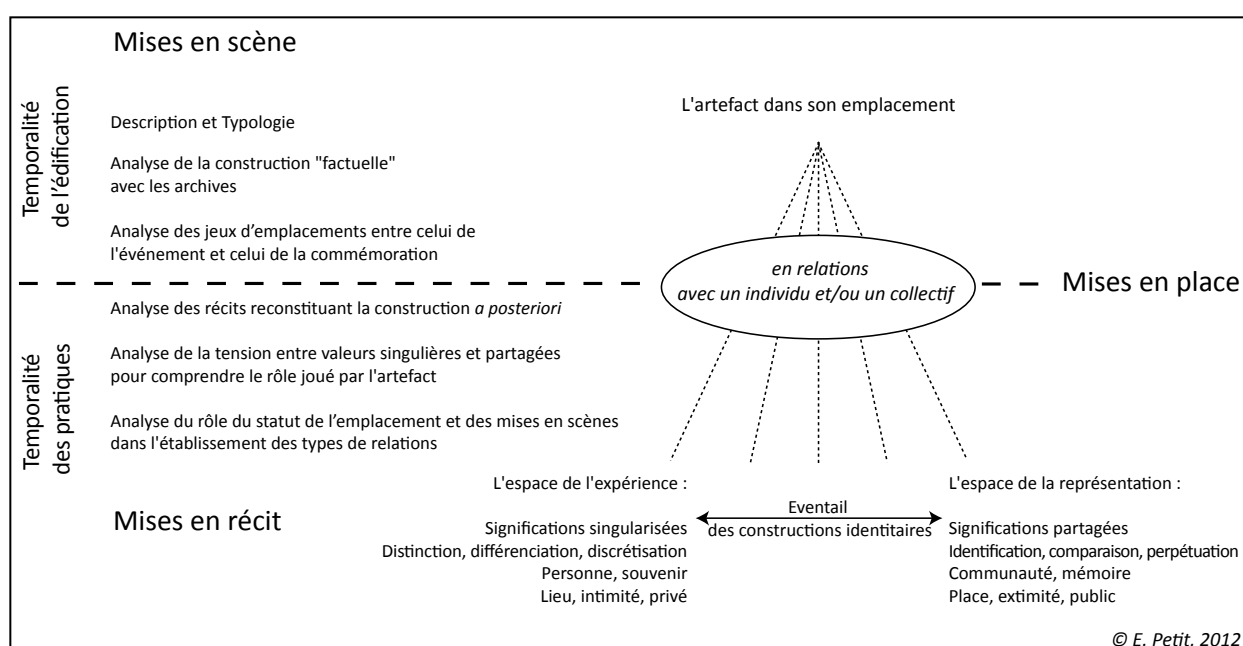 Mises en scène
Temporalité
de l'édification
Description et Typologie
Analyse de la construction "factuelle"
avec les archives
Analyse des jeux d’emplacements entre celui de
l'événement et celui de la commémoration
L'artefact dans son emplacement
en relations
avec un individu et/ou un collectif
Mises en place
Temporalité
des pratiques
Analyse des récits reconstituant la construction a posteriori
Analyse de la tension entre valeurs singulières et partagées
pour comprendre le rôle joué par l'artefact
Analyse du rôle du statut de l’emplacement et des mises en scènes
dans l'établissement des types de relations
Mises en récit
L'espace de l'expérience :
Significations singularisées
Distinction, différenciation, discrétisation
Personne, souvenir
Lieu, intimité, privé
Eventail
des constructions identitaires
L'espace de la représentation :
Significations partagées
Identification, comparaison, perpétuation
Communauté, mémoire
Place, extimité, public
© E. Petit. 2012